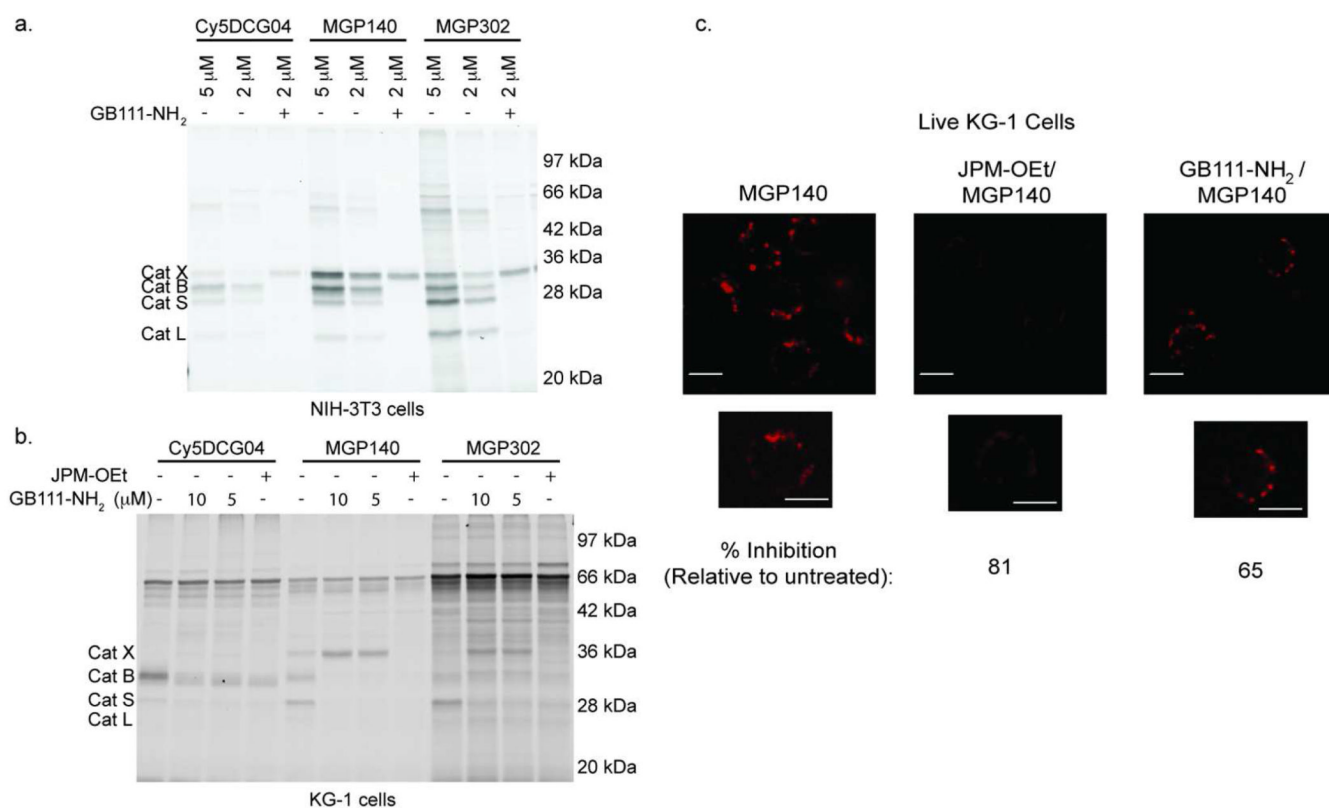 a.
Cy5DCG04 MGP140 MGP302
5 μM 2 μM 2 μM 5 μM 2 μM 2 μM 5 μM 2 μM 2 μM
GB111-NH₂ - - + - - + - - +
97 kDa
66 kDa
42 kDa
36 kDa
Cat X
Cat B 28 kDa
Cat S
Cat L
20 kDa
NIH-3T3 cells
b.
Cy5DCG04 MGP140 MGP302
JPM-OEt - - - + - - - + - - - +
GB111-NH₂ (μM) - 10 5 - - 10 5 - - 10 5 -
97 kDa
66 kDa
42 kDa
Cat X 36 kDa
Cat B
Cat S 28 kDa
Cat L
20 kDa
KG-1 cells
c.
Live KG-1 Cells
MGP140
JPM-OEt/
MGP140
GB111-NH₂ /
MGP140
% Inhibition
(Relative to untreated): 81 65